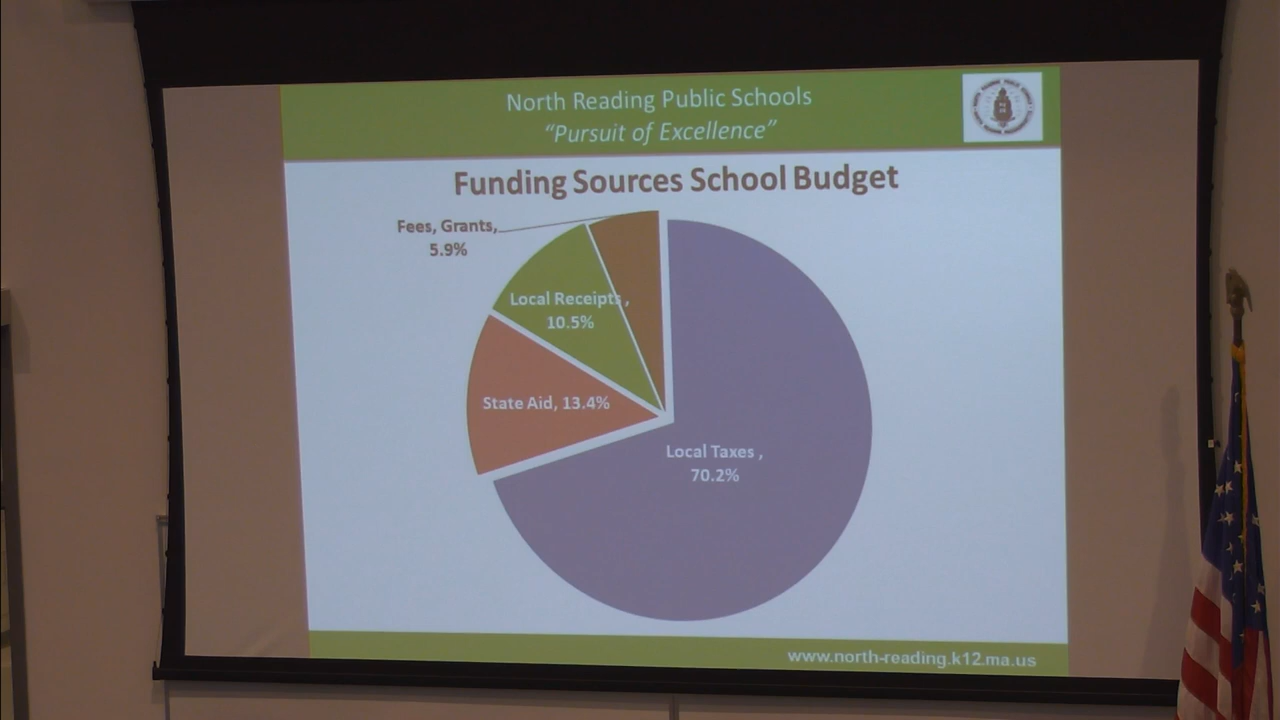 North Reading Public Schools
“Pursuit of Excellence”
Funding Sources School Budget
Fees, Grants,
5.9%
Local Receipts ,
10.5%
State Aid, 13.4%
Local Taxes ,
70.2%
www.north-reading.k12.ma.us